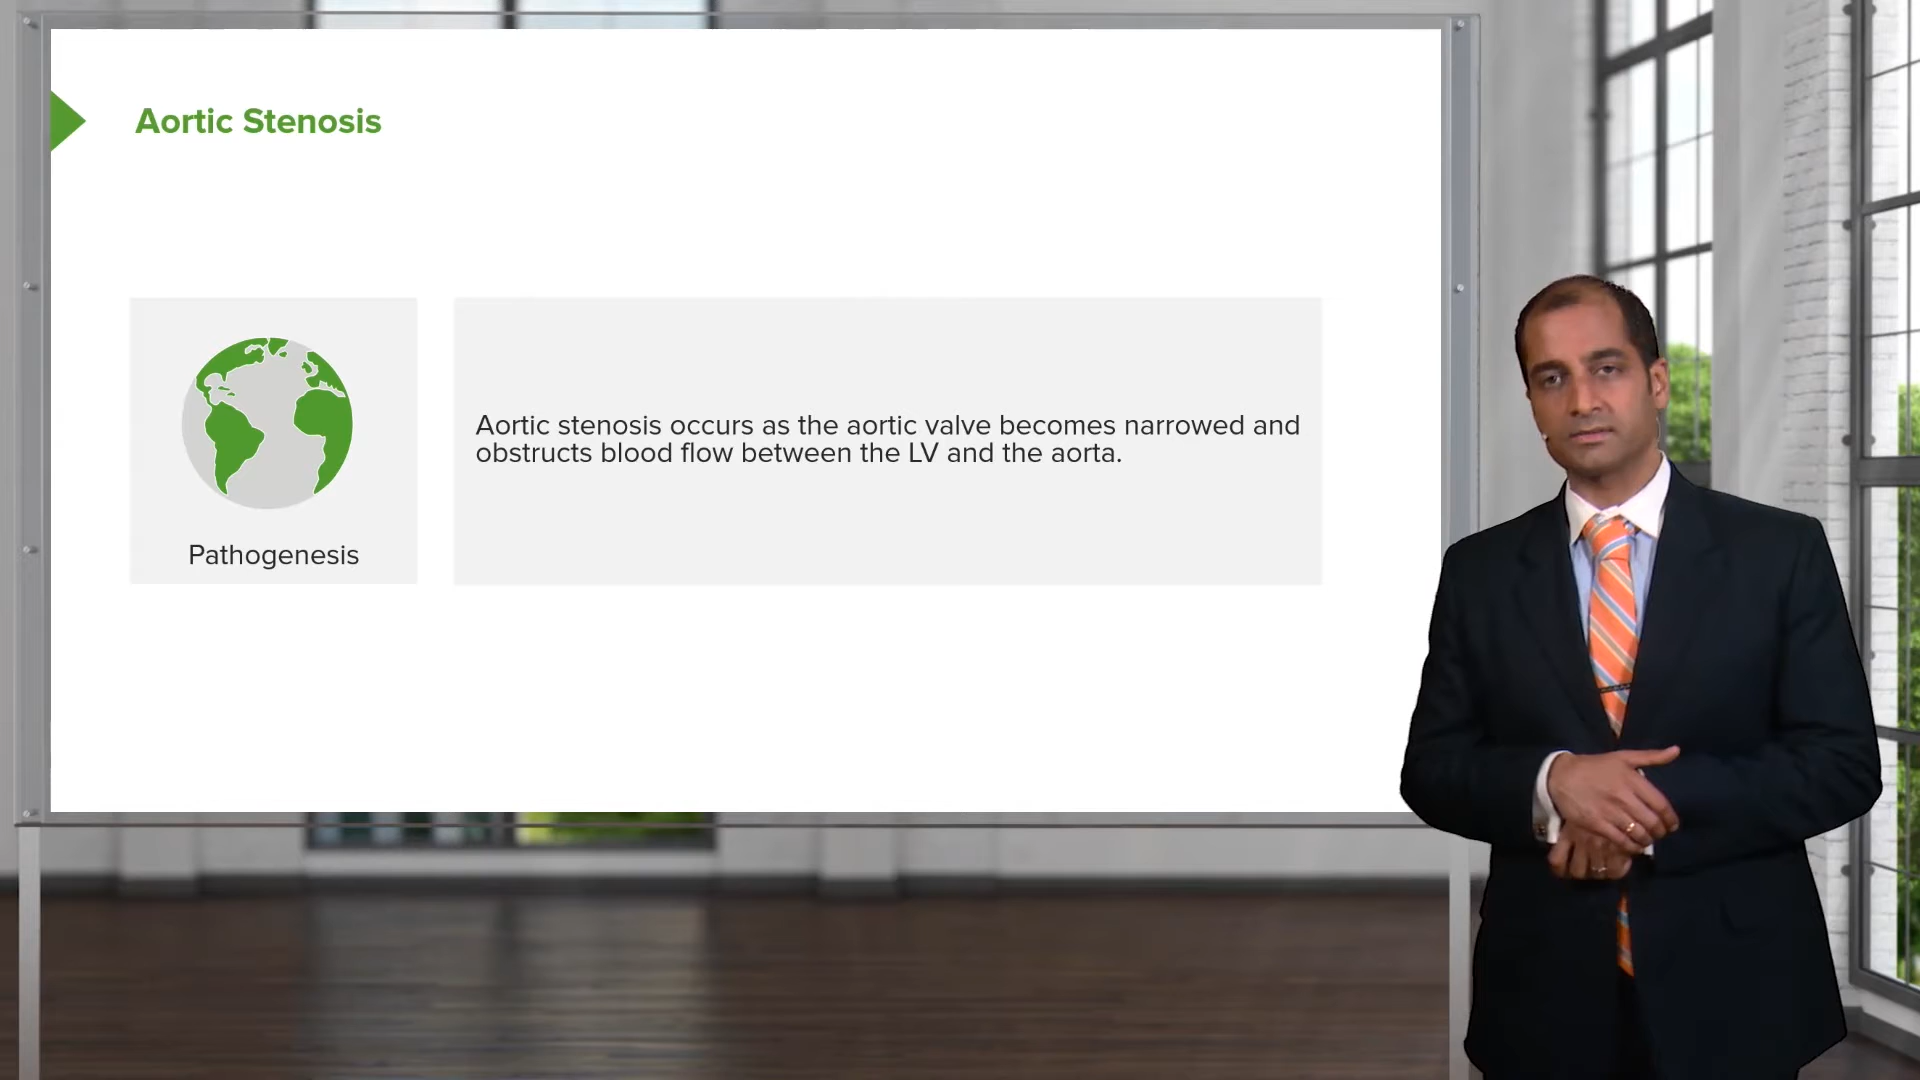 Aortic Stenosis
Aortic stenosis occurs as the aortic valve becomes narrowed and
obstructs blood flow between the LV and the aorta.
Pathogenesis